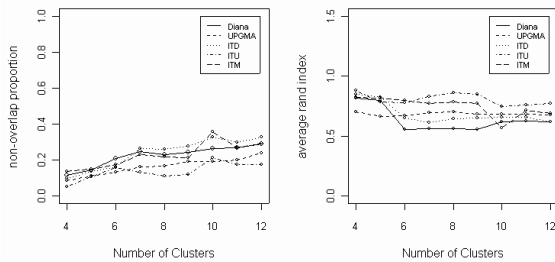 non-overlap proportion
1.0
0.8
0.6
0.4
0.2
0.0
Diana
UPGMA
ITD
ITU
ITM
4 6 8 10 12
Number of Clusters
average rand index
1.5
1.0
0.5
Diana
UPGMA
ITD
ITU
ITM
4 6 8 10 12
Number of Clusters